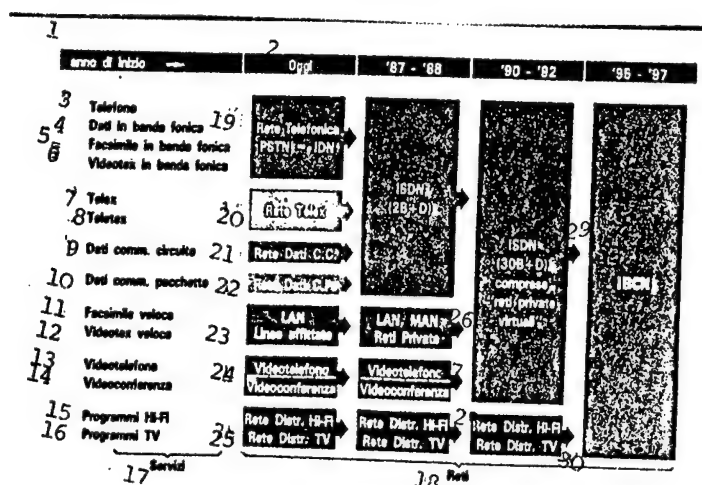 1
2
anno di inizio
Oggi
'87 - '88
'90 - '92
'95 - '97
3 Telefono
4 Dati in banda fonica
5 Facsimile in banda fonica
6 Videotex in banda fonica
19 Rete Telefonica
PSTN IDN
7 Telex
8 Teletex
20 Rete Telex
9 Dati comm. circuito
21 Rete Dati C.C.
10 Dati comm. pacchetto
22 Rete Dati C.P.
11 Facsimile veloce
12 Videotex veloce
23 LAN
Linee affittate
13 Videotelefono
14 Videoconferenza
24 Videotelefono
Videoconferenza
15 Programmi Hi-Fi
16 Programmi TV
25 Rete Distr. Hi-Fi
Rete Distr. TV
ISDN
(2B+D)
26
LAN, MAN
Reti Private
7
Videotelefono
Videoconferenza
2
Rete Distr. Hi-Fi
Rete Distr. TV
ISDN
(30B+D)
comprese
reti private
virtuali
29
Rete Distr. Hi-Fi
Rete Distr. TV
30
IBCN
17 Servizi
18 Reti